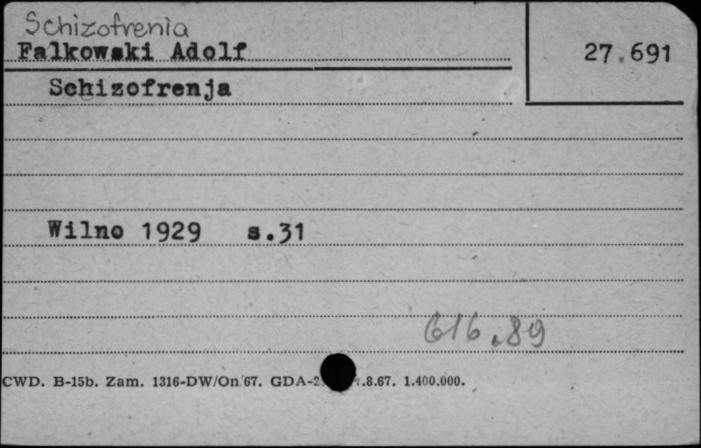 Schizofrenia
Falkowski Adolf
27.691
Schizofrenja
Wilno 1929 s.31
616.89
CWD. B-15b. Zam. 1316-DW/On 67. GDA-2 .8.67. 1.400.000.